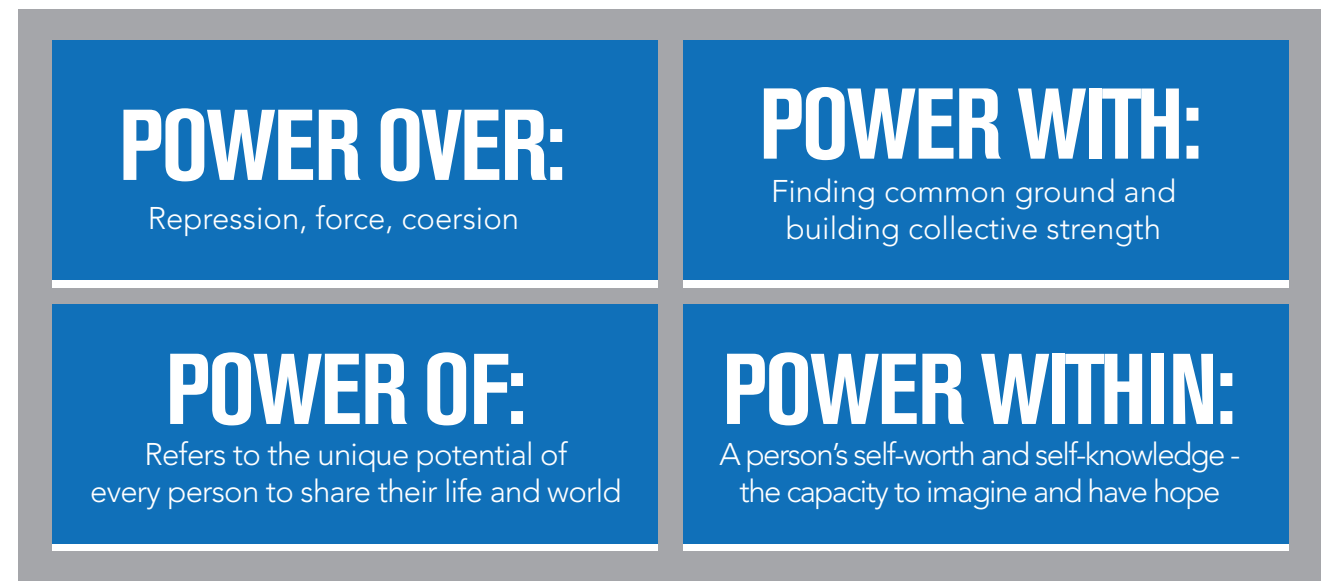 POWER OVER:
Repression, force, coersion
POWER WITH:
Finding common ground and
building collective strength
POWER OF:
Refers to the unique potential of
every person to share their life and world
POWER WITHIN:
A person's self-worth and self-knowledge -
the capacity to imagine and have hope